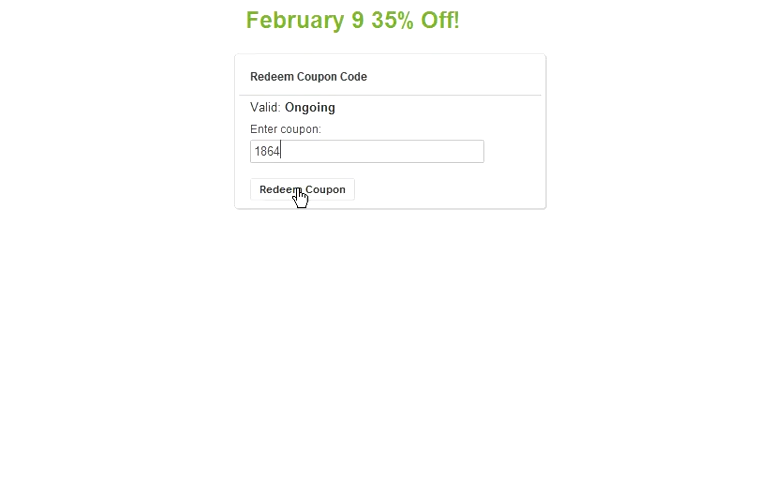 February 9 35% Off!
Redeem Coupon Code
Valid: Ongoing
Enter coupon:
1864
Redeem Coupon